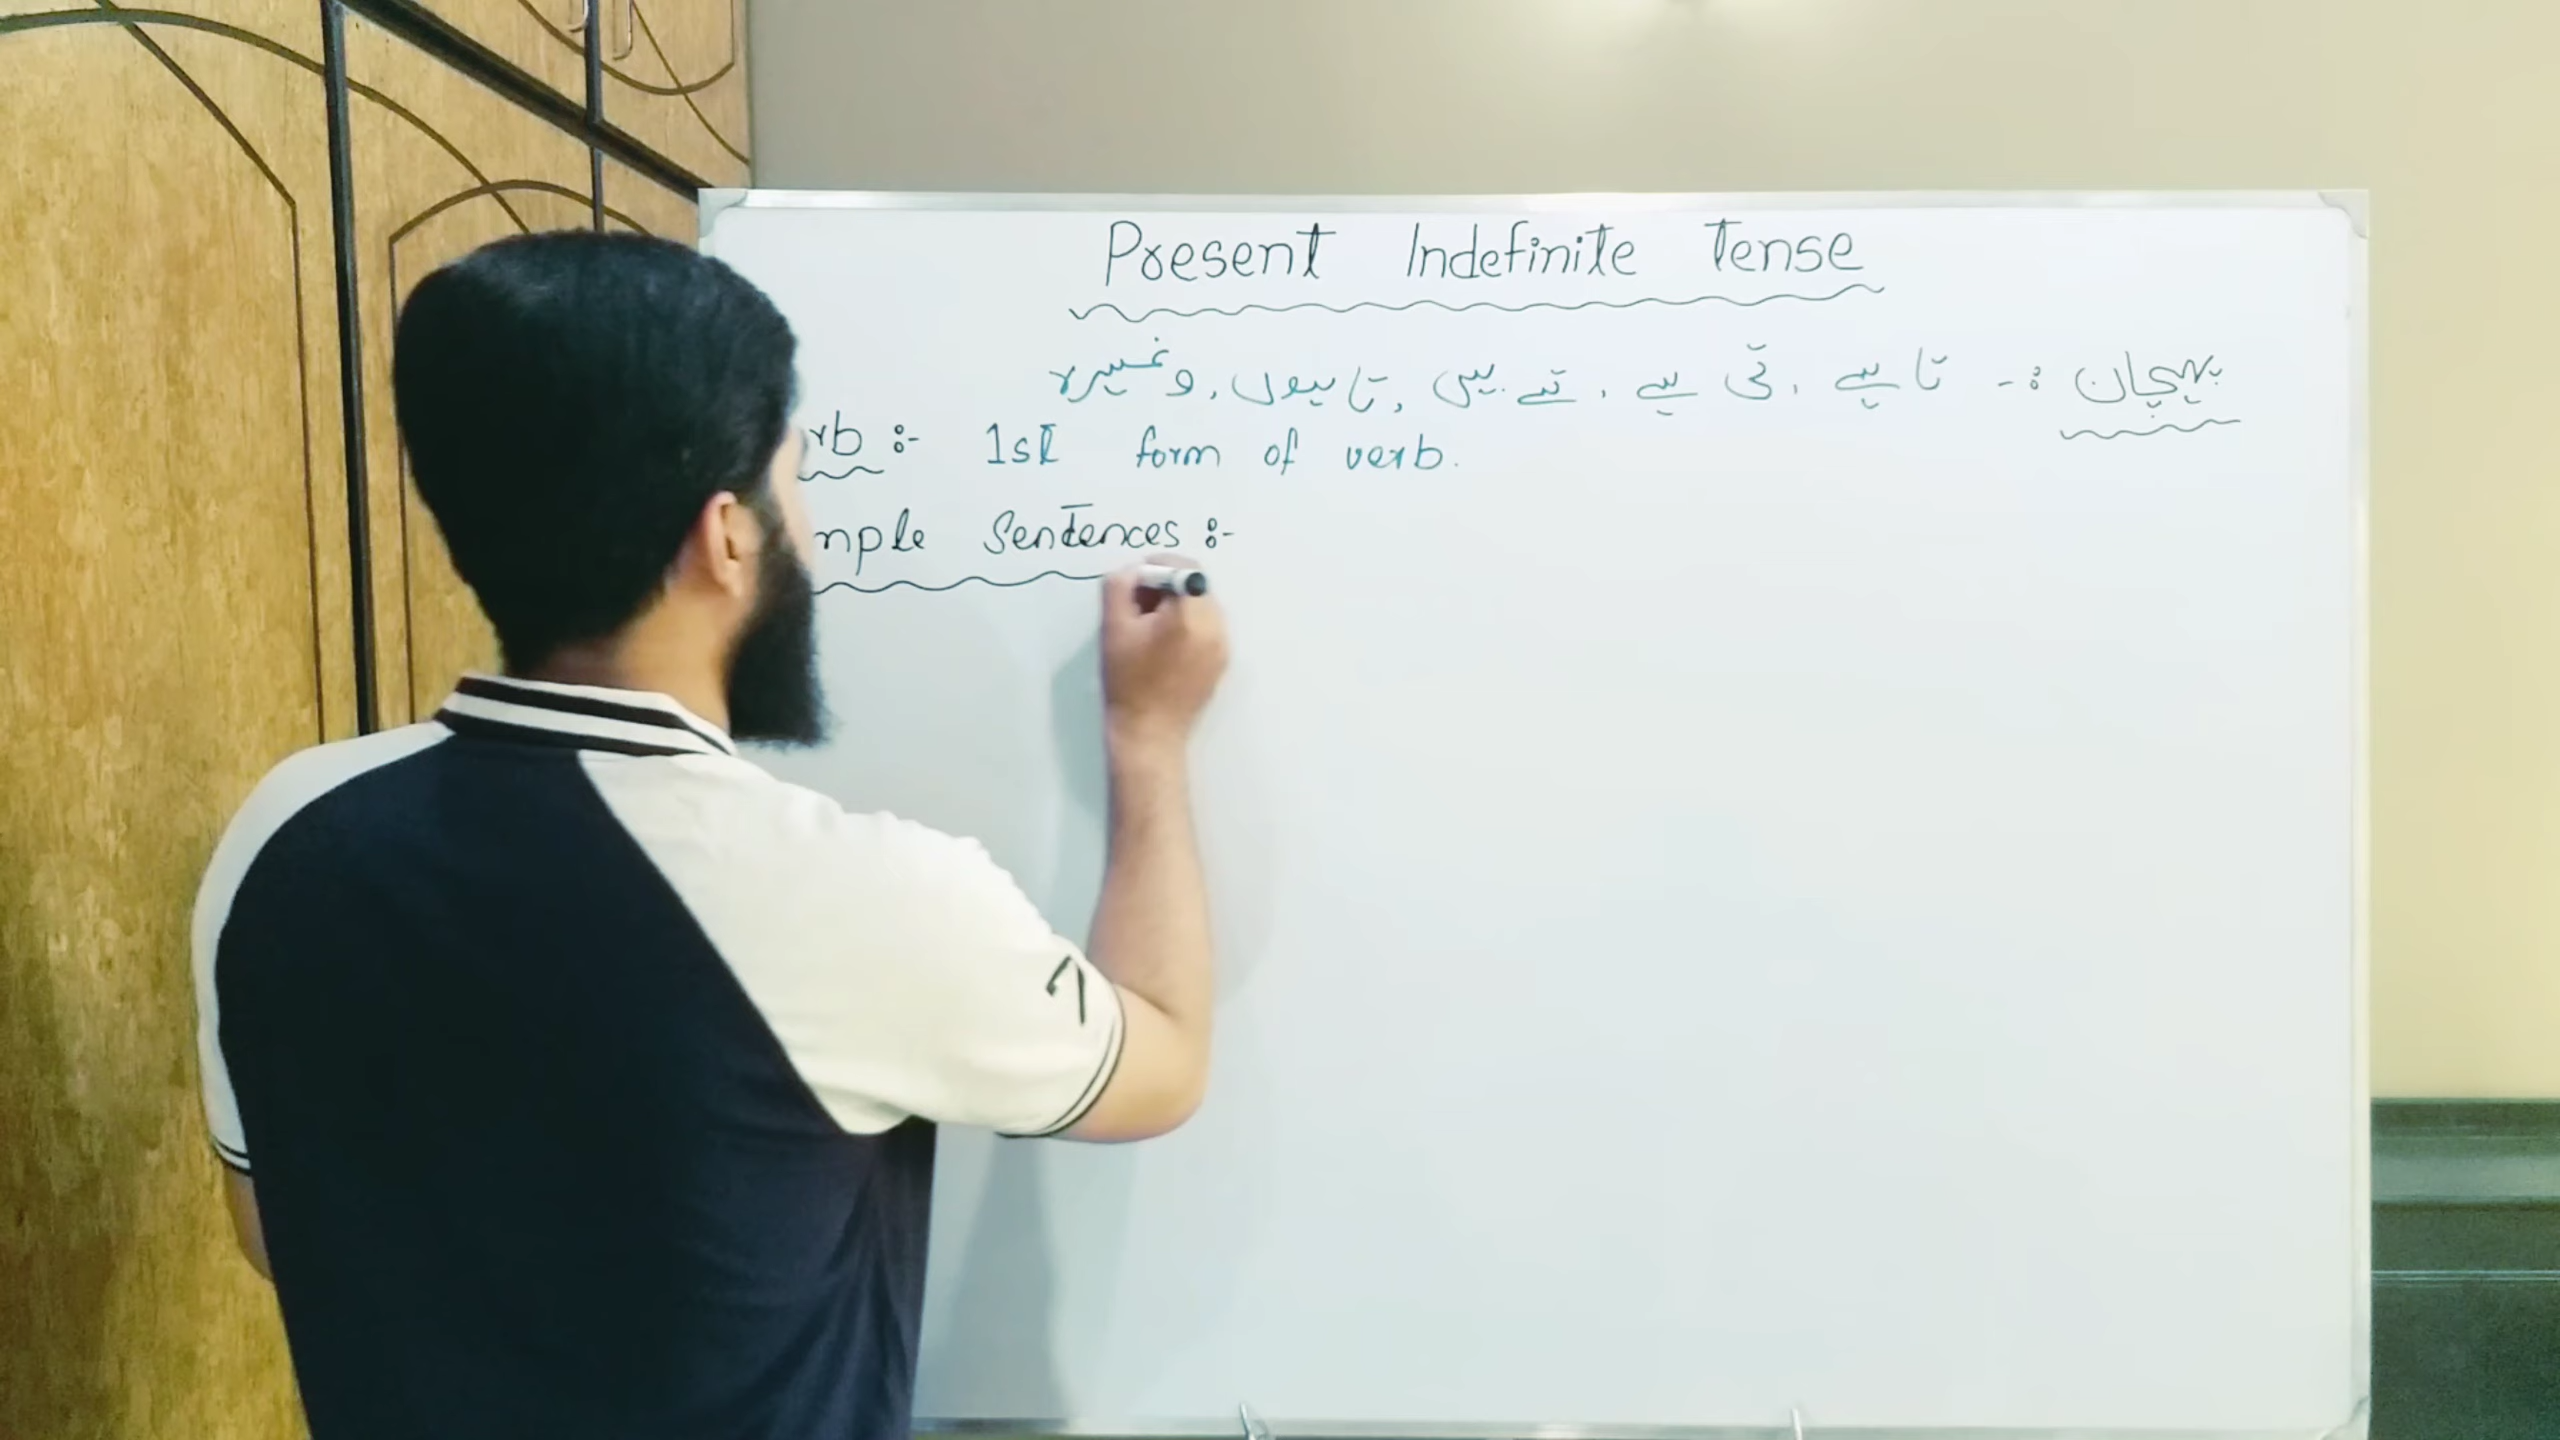 Present Indefinite Tense
پہچان :- تا ہے ، تی ہے ، تے ہیں ، تا ہوں ، وغیرہ
rb :- 1st form of verb.
mple Sentences :-
7